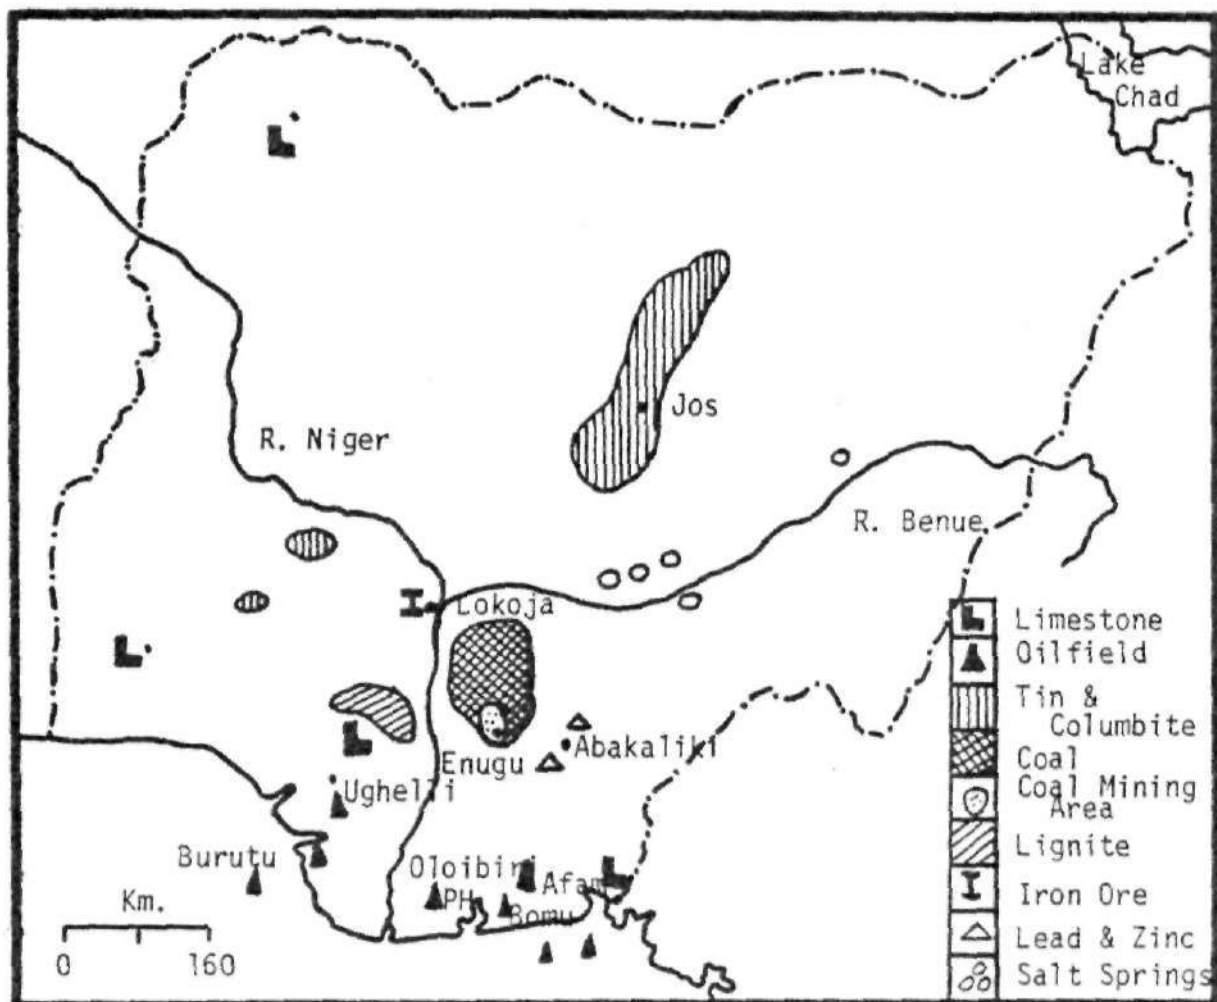 Lake
Chad
Jos
R. Niger
R. Benue
Lokoja
Enugu
Abakaliki
Ughelli
Burutu
Oloibiri
PH
Afam
Bomu
Km.
0 160
Limestone
Oilfield
Tin &
Columbite
Coal
Coal Mining
Area
Lignite
Iron Ore
Lead & Zinc
Salt Springs